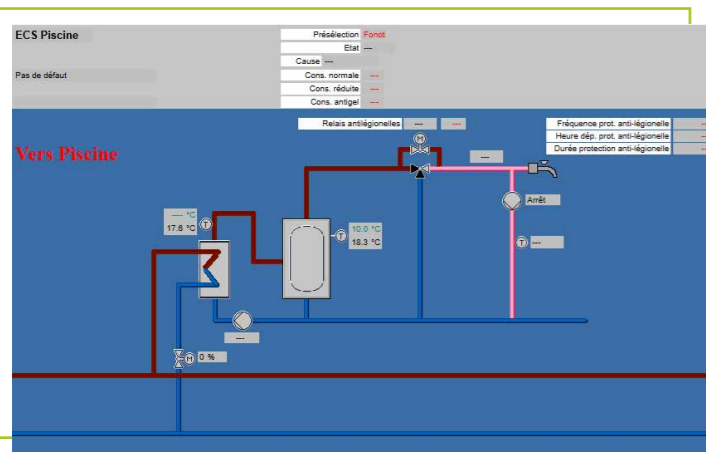 ECS Piscine
Présélection Fonct
Etat ---
Cause ---
Pas de défaut
Cons. normale ---
Cons. réduite ---
Cons. antigel ---
Relais antilégionelles --- ---
Fréquence prot. anti-légionelle --
Heure dép. prot. anti-légionelle --
Durée protection anti-légionelle --
Vers Piscine
M
---
Arrêt
---- °C
17.6 °C
T
T
10.0 °C
18.3 °C
T
---
---
M
0 %